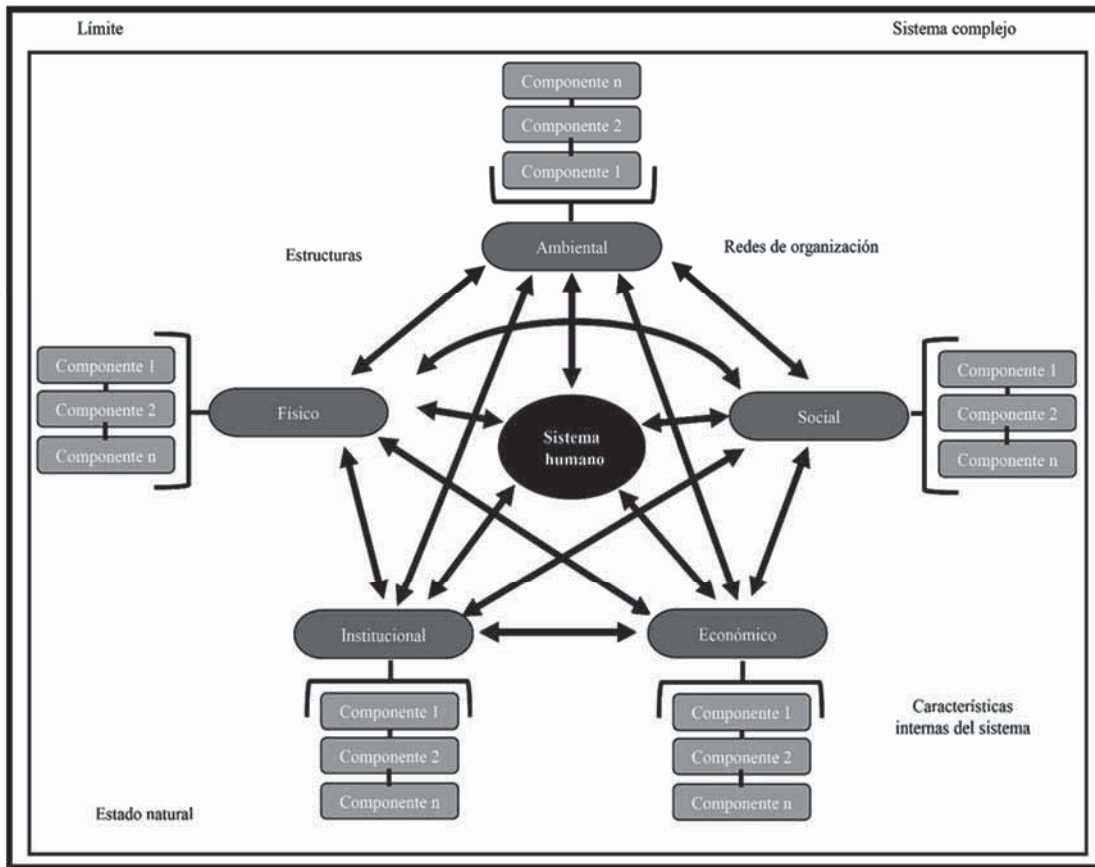 Límite
Sistema complejo
Componente n
Componente 2
Componente 1
Ambiental
Estructuras
Redes de organización
Componente 1
Componente 2
Componente n
Físico
Sistema
humano
Social
Componente 1
Componente 2
Componente n
Institucional
Económico
Componente 1
Componente 2
Componente n
Componente 1
Componente 2
Componente n
Características
internas del sistema
Estado natural